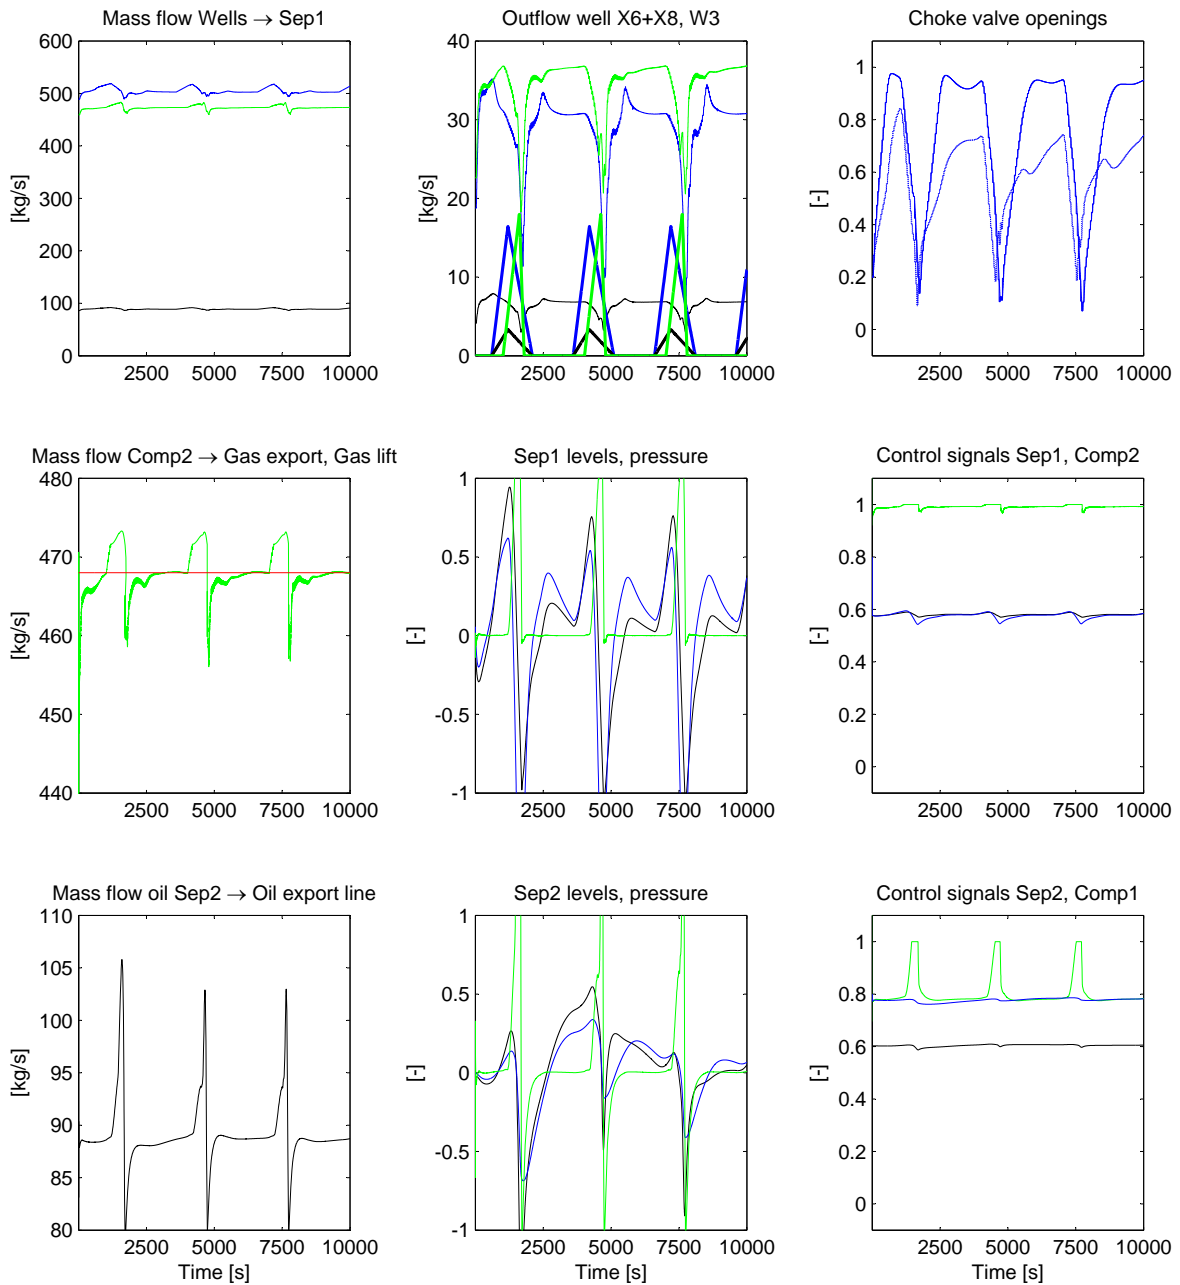 Mass flow Wells → Sep1
Outflow well X6+X8, W3
Choke valve openings
600
500
400
300
200
100
0
[kg/s]
2500 5000 7500 10000
40
30
20
10
0
[kg/s]
2500 5000 7500 10000
1
0.8
0.6
0.4
0.2
0
[-]
2500 5000 7500 10000
Mass flow Comp2 → Gas export, Gas lift
Sep1 levels, pressure
Control signals Sep1, Comp2
480
470
460
450
440
[kg/s]
2500 5000 7500 10000
1
0.5
0
-0.5
-1
[-]
2500 5000 7500 10000
1
0.8
0.6
0.4
0.2
0
[-]
2500 5000 7500 10000
Mass flow oil Sep2 → Oil export line
Sep2 levels, pressure
Control signals Sep2, Comp1
110
105
100
95
90
85
80
[kg/s]
2500 5000 7500 10000
Time [s]
1
0.5
0
-0.5
-1
[-]
2500 5000 7500 10000
Time [s]
1
0.8
0.6
0.4
0.2
0
[-]
2500 5000 7500 10000
Time [s]